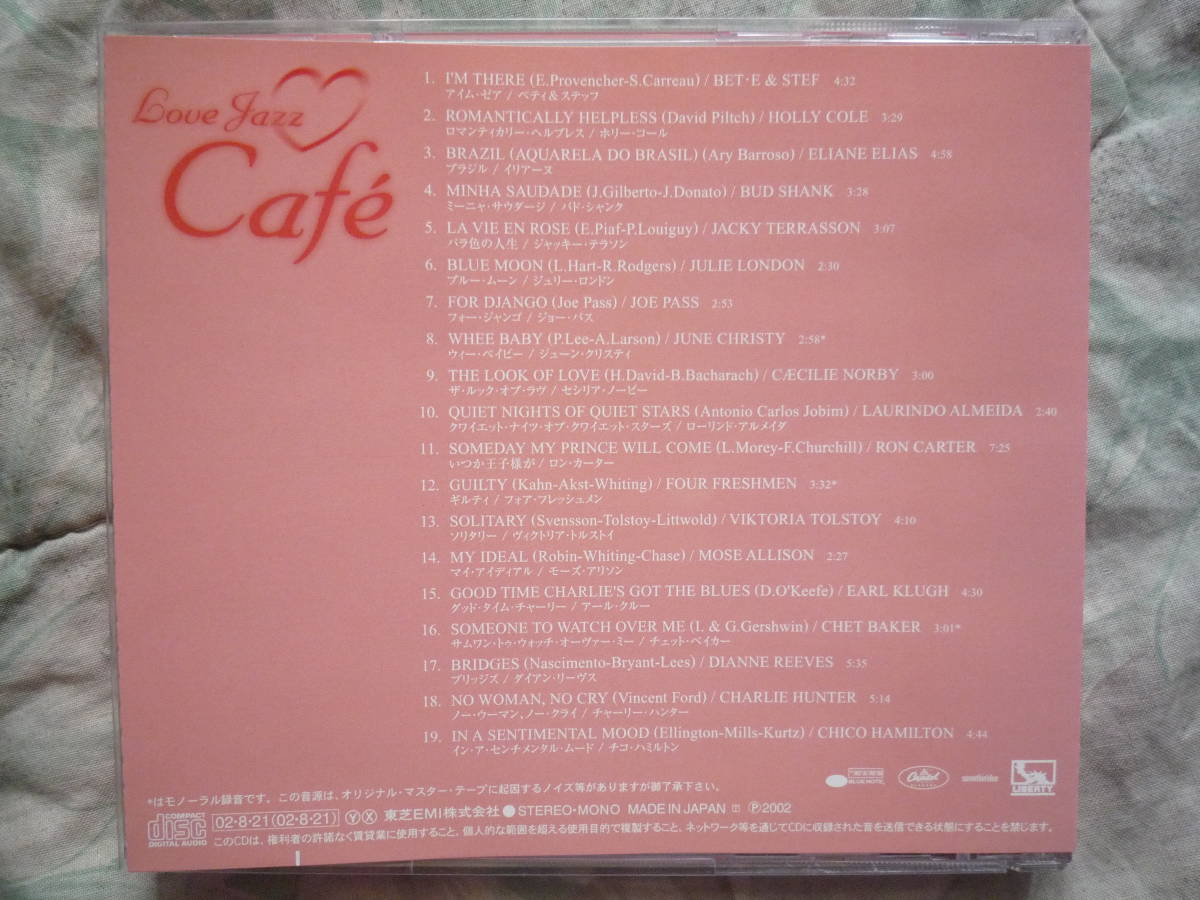 Love Jazz
Café
1. I'M THERE (E.Provencher-S.Carreau) / BET·E & STEF 4:32
アイム・ゼア / ベティ＆ステッフ
2. ROMANTICALLY HELPLESS (David Piltch) / HOLLY COLE 3:29
ロマンティカリー・ヘルプレス / ホリー・コール
3. BRAZIL (AQUARELA DO BRASIL) (Ary Barroso) / ELIANE ELIAS 4:58
ブラジル / イリアーヌ
4. MINHA SAUDADE (J.Gilberto-J.Donato) / BUD SHANK 3:28
ミーニャ・サウダージ / バド・シャンク
5. LA VIE EN ROSE (E.Piaf-P.Louiguy) / JACKY TERRASSON 3:07
バラ色の人生 / ジャッキー・テラソン
6. BLUE MOON (L.Hart-R.Rodgers) / JULIE LONDON 2:30
ブルー・ムーン / ジュリー・ロンドン
7. FOR DJANGO (Joe Pass) / JOE PASS 2:53
フォー・ジャンゴ / ジョー・パス
8. WHEE BABY (P.Lee-A.Larson) / JUNE CHRISTY 2:58*
ウィー・ベイビー / ジューン・クリスティ
9. THE LOOK OF LOVE (H.David-B.Bacharach) / CÆCILIE NORBY 3:00
ザ・ルック・オブ・ラヴ / セシリア・ノービー
10. QUIET NIGHTS OF QUIET STARS (Antonio Carlos Jobim) / LAURINDO ALMEIDA 2:40
クワイエット・ナイツ・オブ・クワイエット・スターズ / ローリンド・アルメイダ
11. SOMEDAY MY PRINCE WILL COME (L.Morey-F.Churchill) / RON CARTER 7:25
いつか王子様が / ロン・カーター
12. GUILTY (Kahn-Akst-Whiting) / FOUR FRESHMEN 3:32*
ギルティ / フォア・フレッシュメン
13. SOLITARY (Svensson-Tolstoy-Littwold) / VIKTORIA TOLSTOY 4:10
ソリタリー / ヴィクトリア・トルストイ
14. MY IDEAL (Robin-Whiting-Chase) / MOSE ALLISON 2:27
マイ・アイディアル / モーズ・アリソン
15. GOOD TIME CHARLIE'S GOT THE BLUES (D.O'Keefe) / EARL KLUGH 4:30
グッド・タイム・チャーリー / アール・クルー
16. SOMEONE TO WATCH OVER ME (I. & G.Gershwin) / CHET BAKER 3:01*
サムワン・トゥ・ウォッチ・オーヴァー・ミー / チェット・ベイカー
17. BRIDGES (Nascimento-Bryant-Lees) / DIANNE REEVES 5:35
ブリッジズ / ダイアン・リーヴス
18. NO WOMAN, NO CRY (Vincent Ford) / CHARLIE HUNTER 5:14
ノー・ウーマン、ノー・クライ / チャーリー・ハンター
19. IN A SENTIMENTAL MOOD (Ellington-Mills-Kurtz) / CHICO HAMILTON 4:44
イン・ア・センチメンタル・ムード / チコ・ハミルトン
BLUE NOTE Capitol LIBERTY
*はモノーラル録音です。この音源は、オリジナル・マスター・テープに起因するノイズ等がありますが御了承下さい。
COMPACT disc DIGITAL AUDIO
02・8・21(02・8・21) Y X 東芝EMI株式会社 ●STEREO・MONO MADE IN JAPAN Ⓟ2002
このCDは、権利者の許諾なく賃貸業に使用すること、個人的な範囲を超える使用目的で複製すること、ネットワーク等を通じてCDに収録された音を送信できる状態にすることを禁じます。